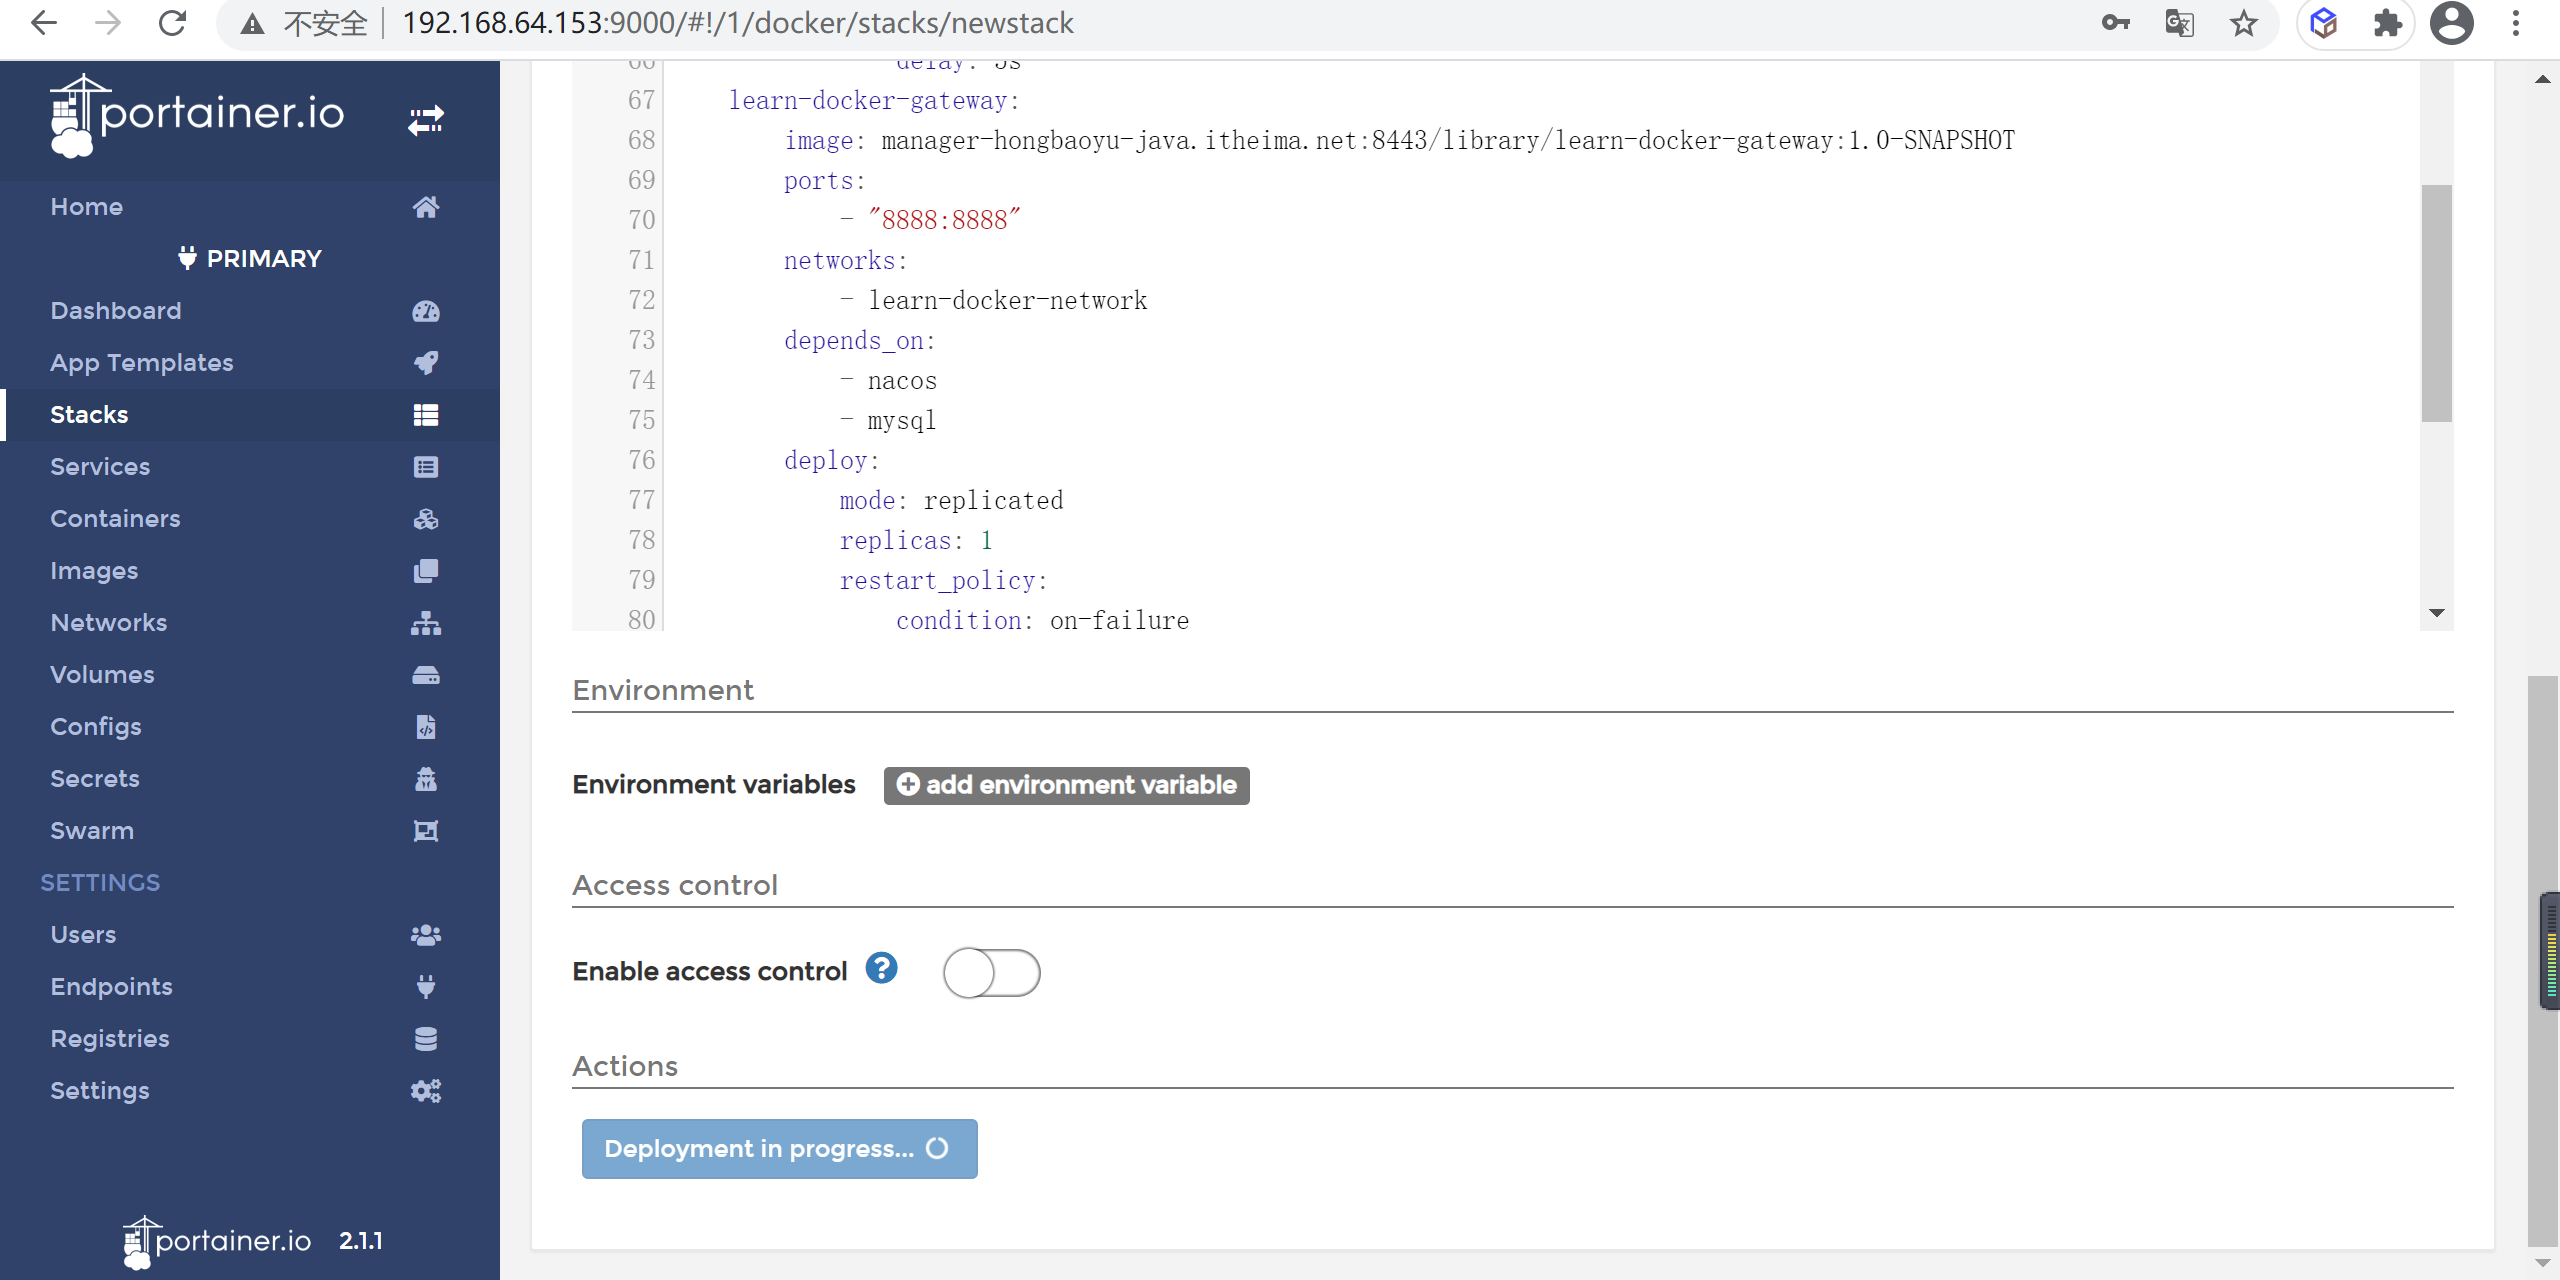 不安全 192.168.64.153:9000/#!/1/docker/stacks/newstack
portainer.io
Home
PRIMARY
Dashboard
App Templates
Stacks
Services
Containers
Images
Networks
Volumes
Configs
Secrets
Swarm
SETTINGS
Users
Endpoints
Registries
Settings
portainer.io 2.1.1
66 delay: 5s
67 learn-docker-gateway:
68 image: manager-hongbaoyu-java.itheima.net:8443/library/learn-docker-gateway:1.0-SNAPSHOT
69 ports:
70 - "8888:8888"
71 networks:
72 - learn-docker-network
73 depends_on:
74 - nacos
75 - mysql
76 deploy:
77 mode: replicated
78 replicas: 1
79 restart_policy:
80 condition: on-failure
Environment
Environment variables add environment variable
Access control
Enable access control ?
Actions
Deployment in progress...